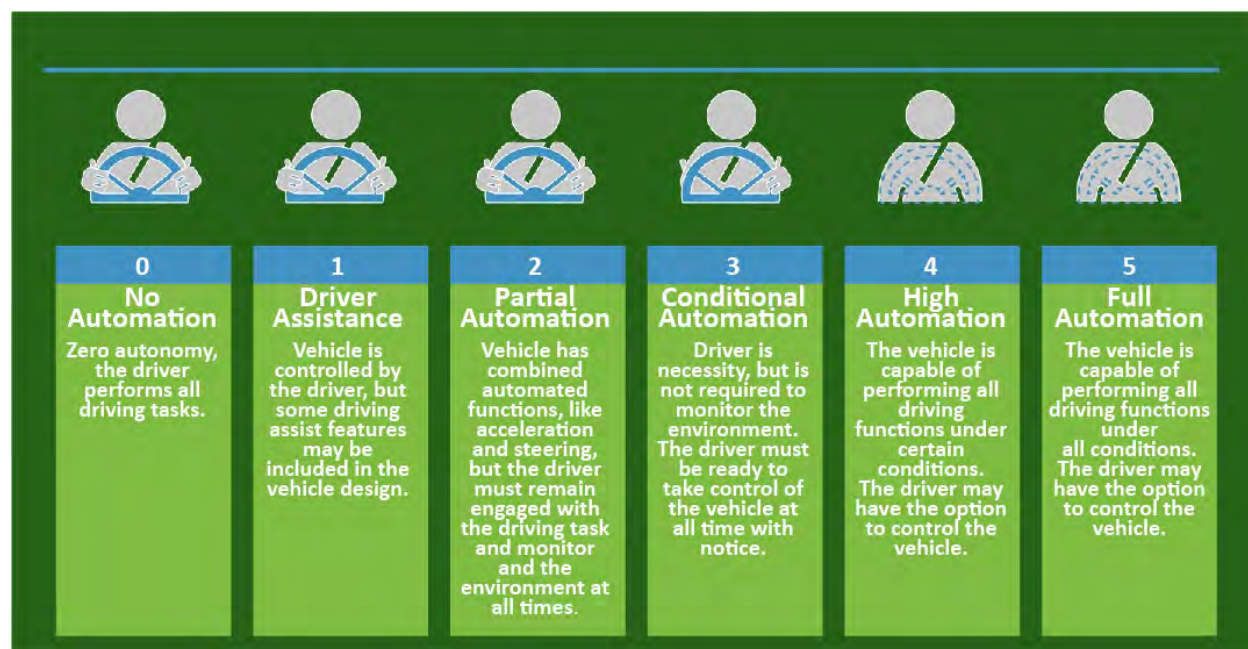 0
No
Automation
Zero autonomy,
the driver
performs all
driving tasks.
1
Driver
Assistance
Vehicle is
controlled by
the driver, but
some driving
assist features
may be
included in the
vehicle design.
2
Partial
Automation
Vehicle has
combined
automated
functions, like
acceleration
and steering,
but the driver
must remain
engaged with
the driving task
and monitor
and the
environment at
all times.
3
Conditional
Automation
Driver is
necessity, but is
not required to
monitor the
environment.
The driver must
be ready to
take control of
the vehicle at
all time with
notice.
4
High
Automation
The vehicle is
capable of
performing all
driving
functions under
certain
conditions.
The driver may
have the option
to control the
vehicle.
5
Full
Automation
The vehicle is
capable of
performing all
driving functions
under
all conditions.
The driver may
have the option
to control the
vehicle.